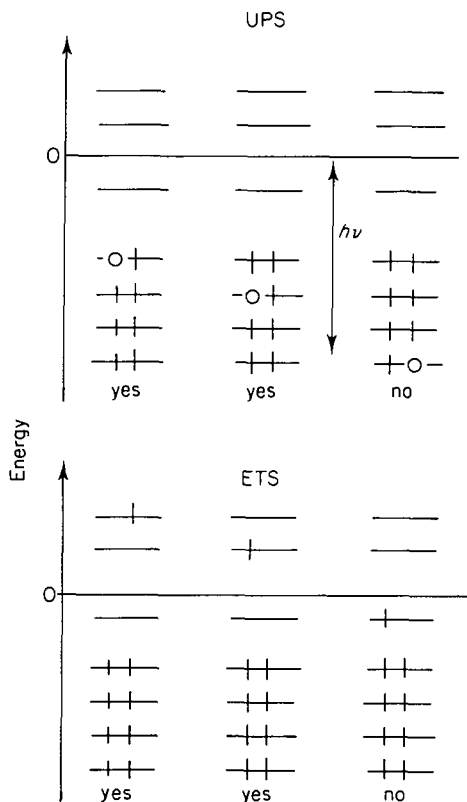 UPS
0
hν
yes yes no
Energy
ETS
0
yes yes no